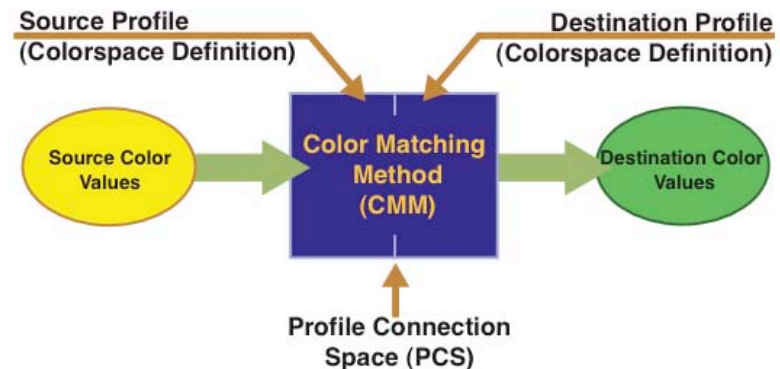 Source Profile
(Colorspace Definition)
Destination Profile
(Colorspace Definition)
Source Color
Values
Color Matching
Method
(CMM)
Destination Color
Values
Profile Connection
Space (PCS)